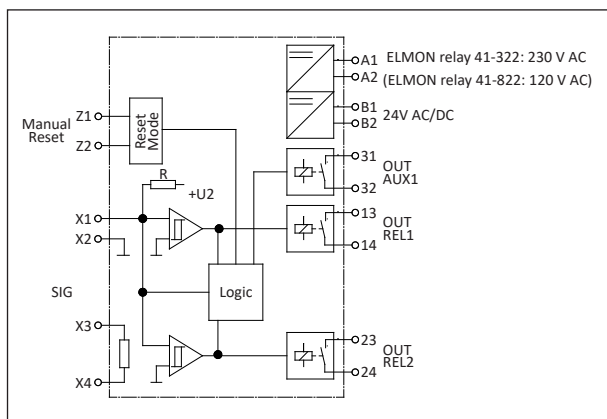 A1 ELMON relay 41-322: 230 V AC
A2 (ELMON relay 41-822: 120 V AC)
B1
24V AC/DC
B2
Manual
Reset
Z1
Z2
Reset
Mode
31
OUT
AUX1
32
R
+U2
X1
X2
13
OUT
REL1
14
SIG
Logic
X3
X4
23
OUT
REL2
24